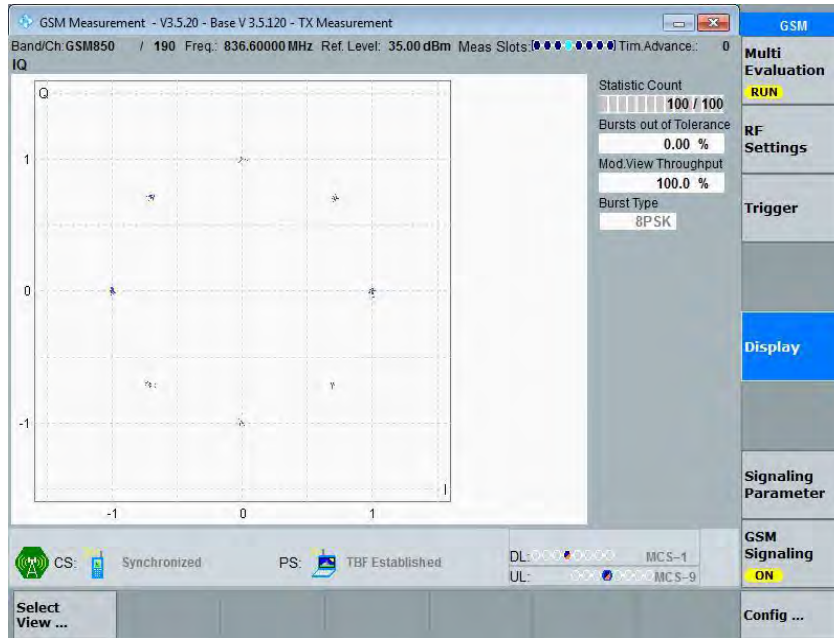 GSM Measurement - V3.5.20 - Base V 3.5.120 - TX Measurement
GSM
Band/Ch: GSM850 / 190 Freq.: 836.60000 MHz Ref. Level: 35.00 dBm Meas Slots: Tim.Advance.: 0
IQ
Q
1
0
-1
-1 0 1
I
Statistic Count
100 / 100
Bursts out of Tolerance
0.00 %
Mod.View Throughput
100.0 %
Burst Type
8PSK
Multi
Evaluation
RUN
RF
Settings
Trigger
Display
Signaling
Parameter
GSM
Signaling
ON
CS: Synchronized PS: TBF Established DL: MCS-1
UL: MCS-9
Select
View ...
Config ...